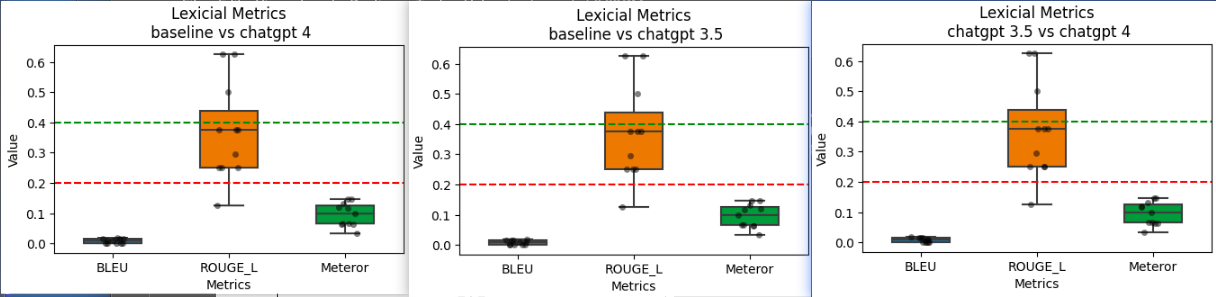 Lexicial Metrics
baseline vs chatgpt 4
0.6
0.5
0.4
0.3
0.2
0.1
0.0
Value
BLEU ROUGE_L Meteror
Metrics
Lexicial Metrics
baseline vs chatgpt 3.5
0.6
0.5
0.4
0.3
0.2
0.1
0.0
Value
BLEU ROUGE_L Meteror
Metrics
Lexicial Metrics
chatgpt 3.5 vs chatgpt 4
0.6
0.5
0.4
0.3
0.2
0.1
0.0
Value
BLEU ROUGE_L Meteror
Metrics